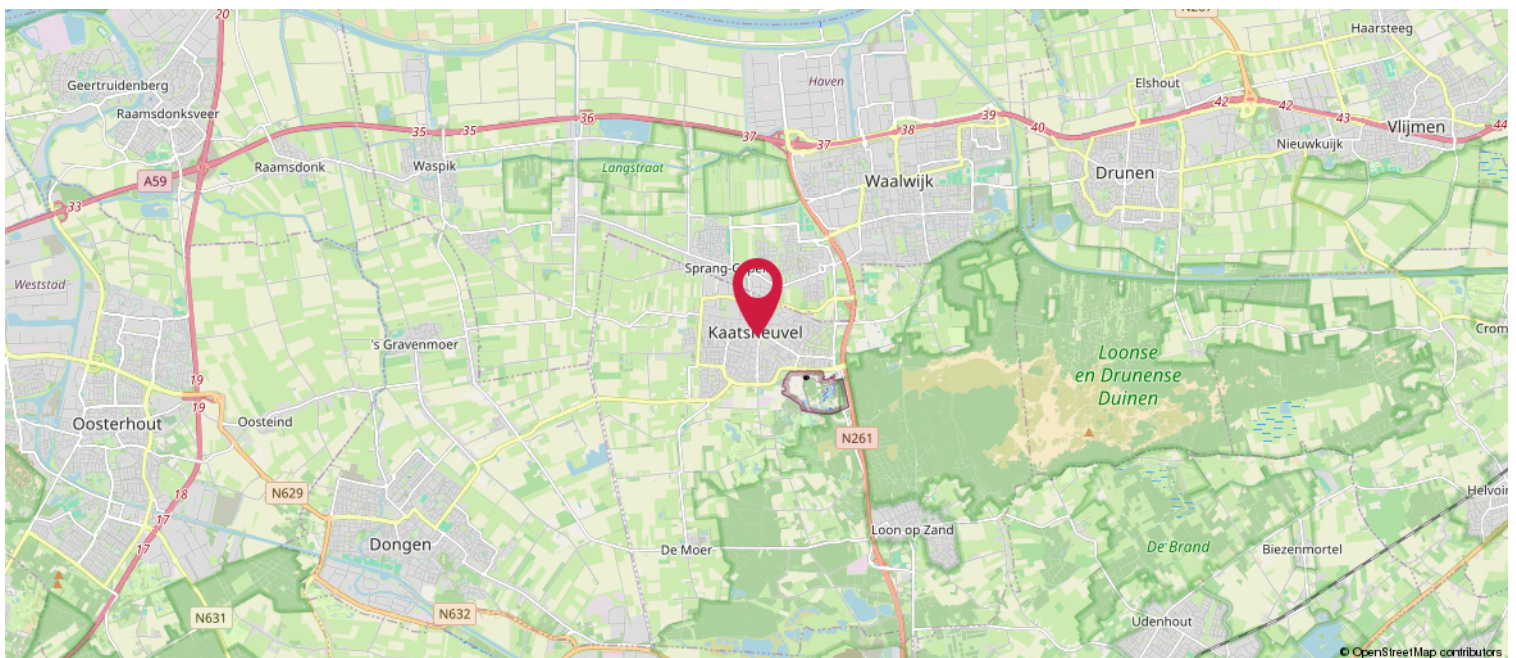 20
N267
Haarsteeg
Geertruidenberg
Haven
Elshout
Raamsdonksveer
42
42
43
44
36
35
35
37
37
38
39
40
Vlijmen
Nieuwkuijk
Raamsdonk
Waspik
Langstraat
Waalwijk
Drunen
A59
33
Sprang-Capel
Weststad
Kaatsheuvel
's Gravenmoer
Crom
Loonse
en Drunense
Duinen
19
19
Oosterhout
Oosteind
N261
N629
18
17
17
Helvoir
Loon op Zand
Dongen
De Moer
De Brand
Biezenmortel
N631
N632
Udenhout
© OpenStreetMap contributors